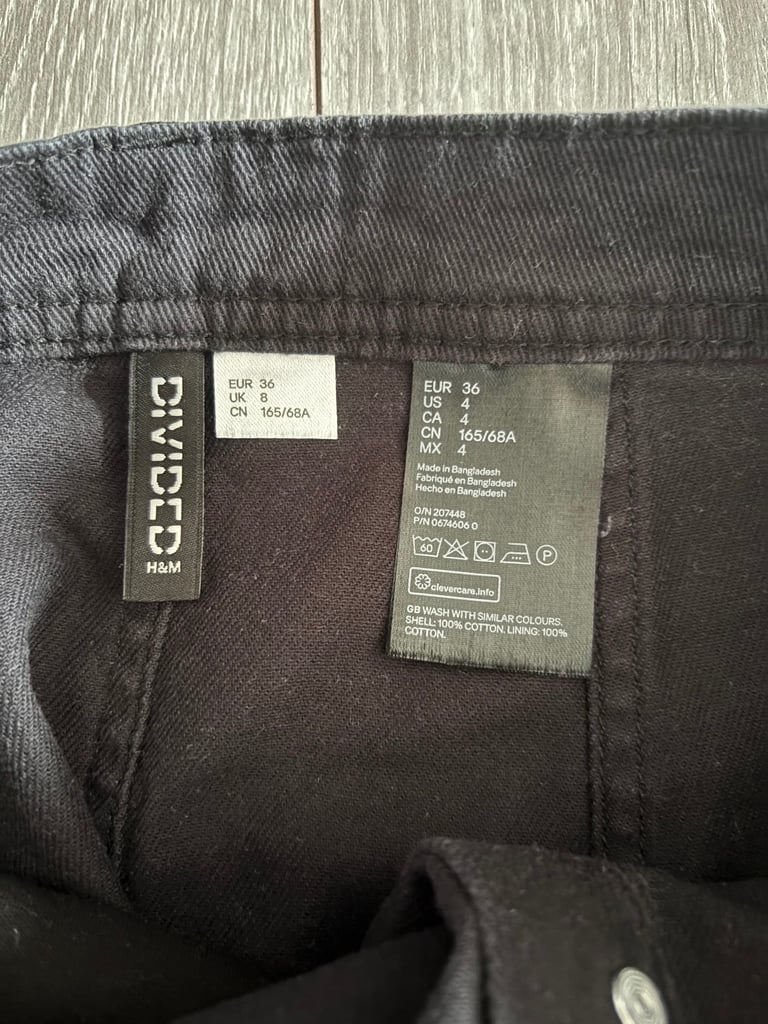 DIVIDED
H&M
EUR 36
UK 8
CN 165/68A
EUR 36
US 4
CA 4
CN 165/68A
MX 4
Made in Bangladesh
Fabriqué en Bangladesh
Hecho en Bangladesh
O/N 207448
P/N 0674606 0
60 P
clevercare.info
GB WASH WITH SIMILAR COLOURS.
SHELL: 100% COTTON. LINING: 100%
COTTON.